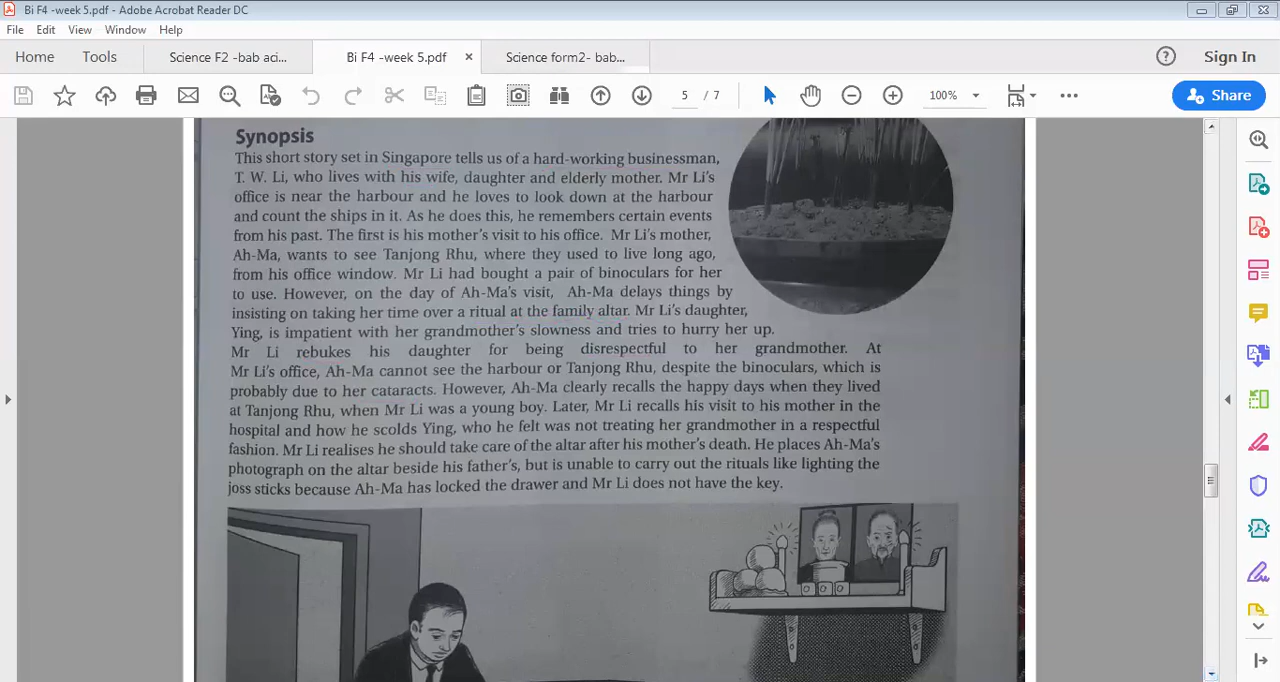 Bi F4 -week 5.pdf - Adobe Acrobat Reader DC
File Edit View Window Help
Home Tools Science F2 -bab aci... Bi F4 -week 5.pdf × Science form2- bab... Sign In
5 / 7 100% Share
Synopsis
This short story set in Singapore tells us of a hard-working businessman,
T. W. Li, who lives with his wife, daughter and elderly mother. Mr Li's
office is near the harbour and he loves to look down at the harbour
and count the ships in it. As he does this, he remembers certain events
from his past. The first is his mother's visit to his office. Mr Li's mother,
Ah-Ma, wants to see Tanjong Rhu, where they used to live long ago,
from his office window. Mr Li had bought a pair of binoculars for her
to use. However, on the day of Ah-Ma's visit, Ah-Ma delays things by
insisting on taking her time over a ritual at the family altar. Mr Li's daughter,
Ying, is impatient with her grandmother's slowness and tries to hurry her up.
Mr Li rebukes his daughter for being disrespectful to her grandmother. At
Mr Li's office, Ah-Ma cannot see the harbour or Tanjong Rhu, despite the binoculars, which is
probably due to her cataracts. However, Ah-Ma clearly recalls the happy days when they lived
at Tanjong Rhu, when Mr Li was a young boy. Later, Mr Li recalls his visit to his mother in the
hospital and how he scolds Ying, who he felt was not treating her grandmother in a respectful
fashion. Mr Li realises he should take care of the altar after his mother's death. He places Ah-Ma's
photograph on the altar beside his father's, but is unable to carry out the rituals like lighting the
joss sticks because Ah-Ma has locked the drawer and Mr Li does not have the key.